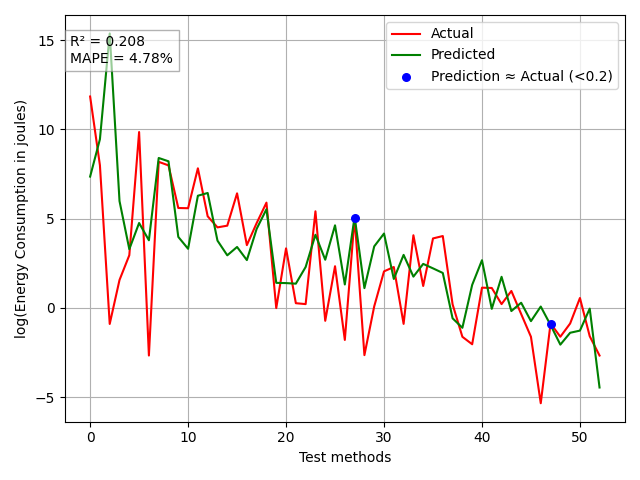 R² = 0.208
MAPE = 4.78%
Actual
Predicted
Prediction ≈ Actual (<0.2)
log(Energy Consumption in joules)
15
10
5
0
−5
0 10 20 30 40 50
Test methods